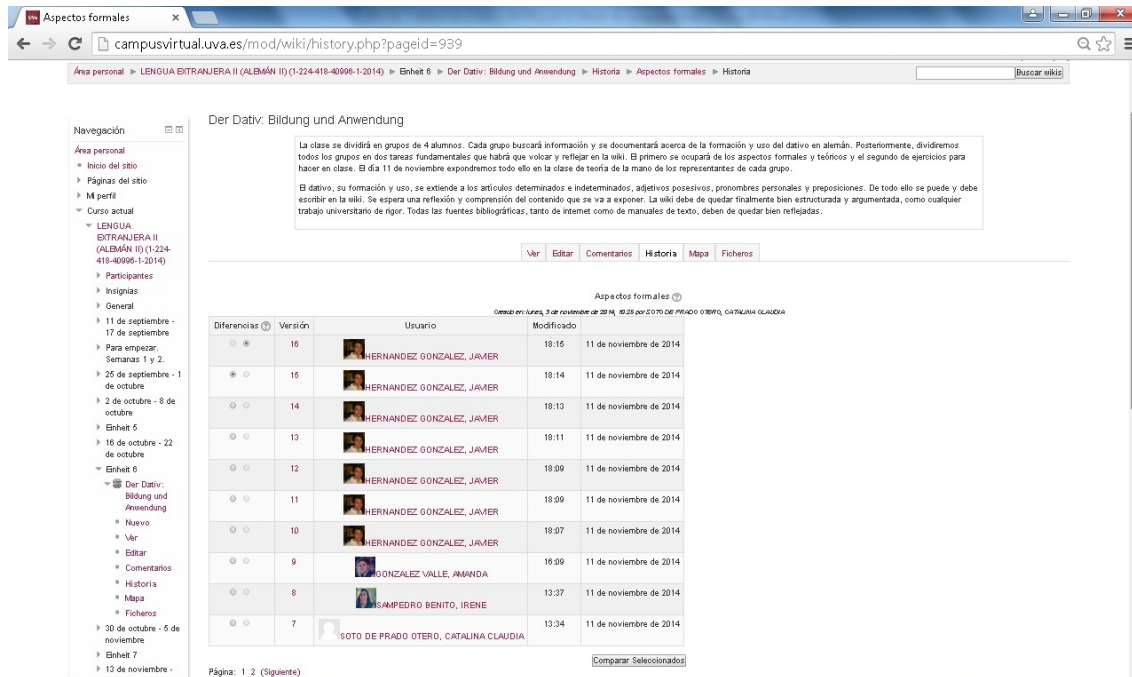 UVa Aspectos formales ×
campusvirtual.uva.es/mod/wiki/history.php?pageid=939
Área personal ► LENGUA EXTRANJERA II (ALEMÁN II) (1-224-418-40996-1-2014) ► Einheit 6 ► Der Dativ: Bildung und Anwendung ► Historia ► Aspectos formales ► Historia
Buscar wikis
Navegación
Área personal
Inicio del sitio
Páginas del sitio
Mi perfil
Curso actual
LENGUA
EXTRANJERA II
(ALEMÁN II) (1-224-
418-40996-1-2014)
Participantes
Insignias
General
11 de septiembre -
17 de septiembre
Para empezar.
Semanas 1 y 2.
25 de septiembre - 1
de octubre
2 de octubre - 8 de
octubre
Einheit 5
16 de octubre - 22
de octubre
Einheit 6
Der Dativ:
Bildung und
Anwendung
Nuevo
Ver
Editar
Comentarios
Historia
Mapa
Ficheros
30 de octubre - 5 de
noviembre
Einheit 7
13 de noviembre -
Der Dativ: Bildung und Anwendung
La clase se dividirá en grupos de 4 alumnos. Cada grupo buscará información y se documentará acerca de la formación y uso del dativo en alemán. Posteriormente, dividiremos
todos los grupos en dos tareas fundamentales que habrá que volcar y reflejar en la wiki. El primero se ocupará de los aspectos formales y teóricos y el segundo de ejercicios para
hacer en clase. El día 11 de noviembre expondremos todo ello en la clase de teoría de la mano de los representantes de cada grupo.
El dativo, su formación y uso, se extiende a los artículos determinados e indeterminados, adjetivos posesivos, pronombres personales y preposiciones. De todo ello se puede y debe
escribir en la wiki. Se espera una reflexión y comprensión del contenido que se va a exponer. La wiki debe de quedar finalmente bien estructurada y argumentada, como cualquier
trabajo universitario de rigor. Todas las fuentes bibliográficas, tanto de internet como de manuales de texto, deben de quedar bien reflejadas.
Ver Editar Comentarios Historia Mapa Ficheros
Aspectos formales
Creado en: lunes, 3 de noviembre de 2014, 10:25 por SOTO DE PRADO OTERO, CATALINA CLAUDIA
Diferencias Versión Usuario Modificado
16 HERNANDEZ GONZALEZ, JAVIER 18:15 11 de noviembre de 2014
15 HERNANDEZ GONZALEZ, JAVIER 18:14 11 de noviembre de 2014
14 HERNANDEZ GONZALEZ, JAVIER 18:13 11 de noviembre de 2014
13 HERNANDEZ GONZALEZ, JAVIER 18:11 11 de noviembre de 2014
12 HERNANDEZ GONZALEZ, JAVIER 18:09 11 de noviembre de 2014
11 HERNANDEZ GONZALEZ, JAVIER 18:09 11 de noviembre de 2014
10 HERNANDEZ GONZALEZ, JAVIER 18:07 11 de noviembre de 2014
9 GONZALEZ VALLE, AMANDA 16:09 11 de noviembre de 2014
8 SAMPEDRO BENITO, IRENE 13:37 11 de noviembre de 2014
7 SOTO DE PRADO OTERO, CATALINA CLAUDIA 13:34 11 de noviembre de 2014
Comparar Seleccionados
Página: 1 2 (Siguiente)